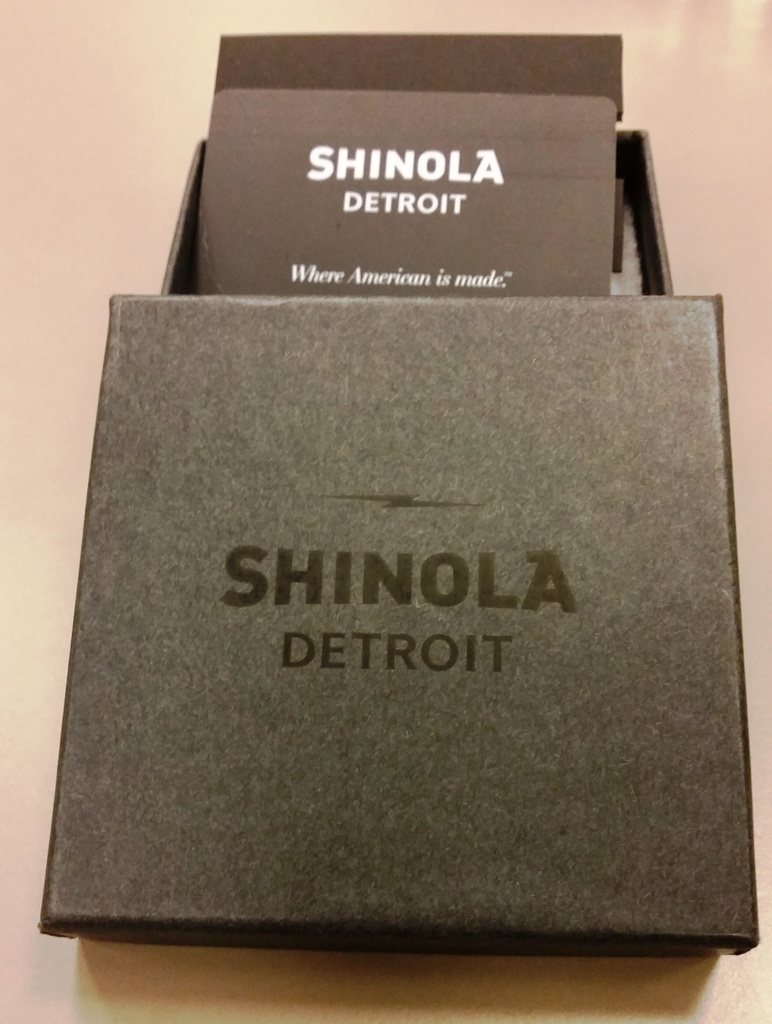 SHINOLA
DETROIT
Where American is made.™
SHINOLA
DETROIT